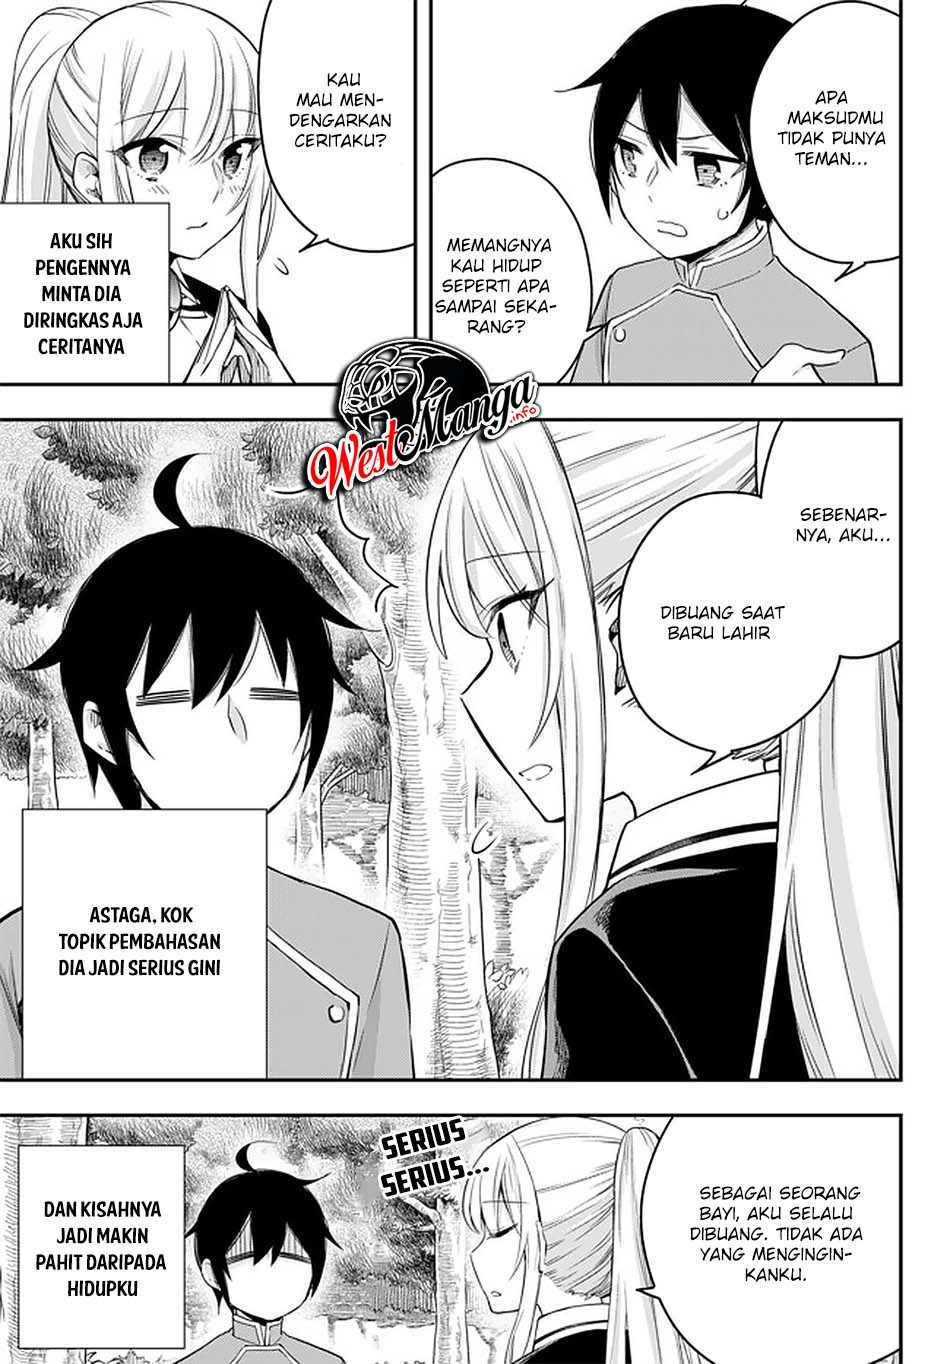 APA
MAKSUDMU
TIDAK PUNYA
TEMAN...
MEMANGNYA
KAU HIDUP
SEPERTI APA
SAMPAI SEKA-
RANG?
KAU
MAU MEN-
DENGARKAN
CERITAKU?
AKU SIH
PENGENNYA
MINTA DIA
DIRINGKAS AJA
CERITANYA
WestManga
.info
SEBENAR-
NYA, AKU...
DIBUANG SAAT
BARU LAHIR
ASTAGA, KOK
TOPIK PEMBAHASAN
DIA JADI SERIUS GINI
SEBAGAI SEORANG
BAYI, AKU SELALU
DIBUANG. TIDAK ADA
YANG MENGINGIN-
KANKU.
SERIUS
SERIUS...
DAN KISAHNYA
JADI MAKIN
PAHIT DARIPADA
HIDUPKU